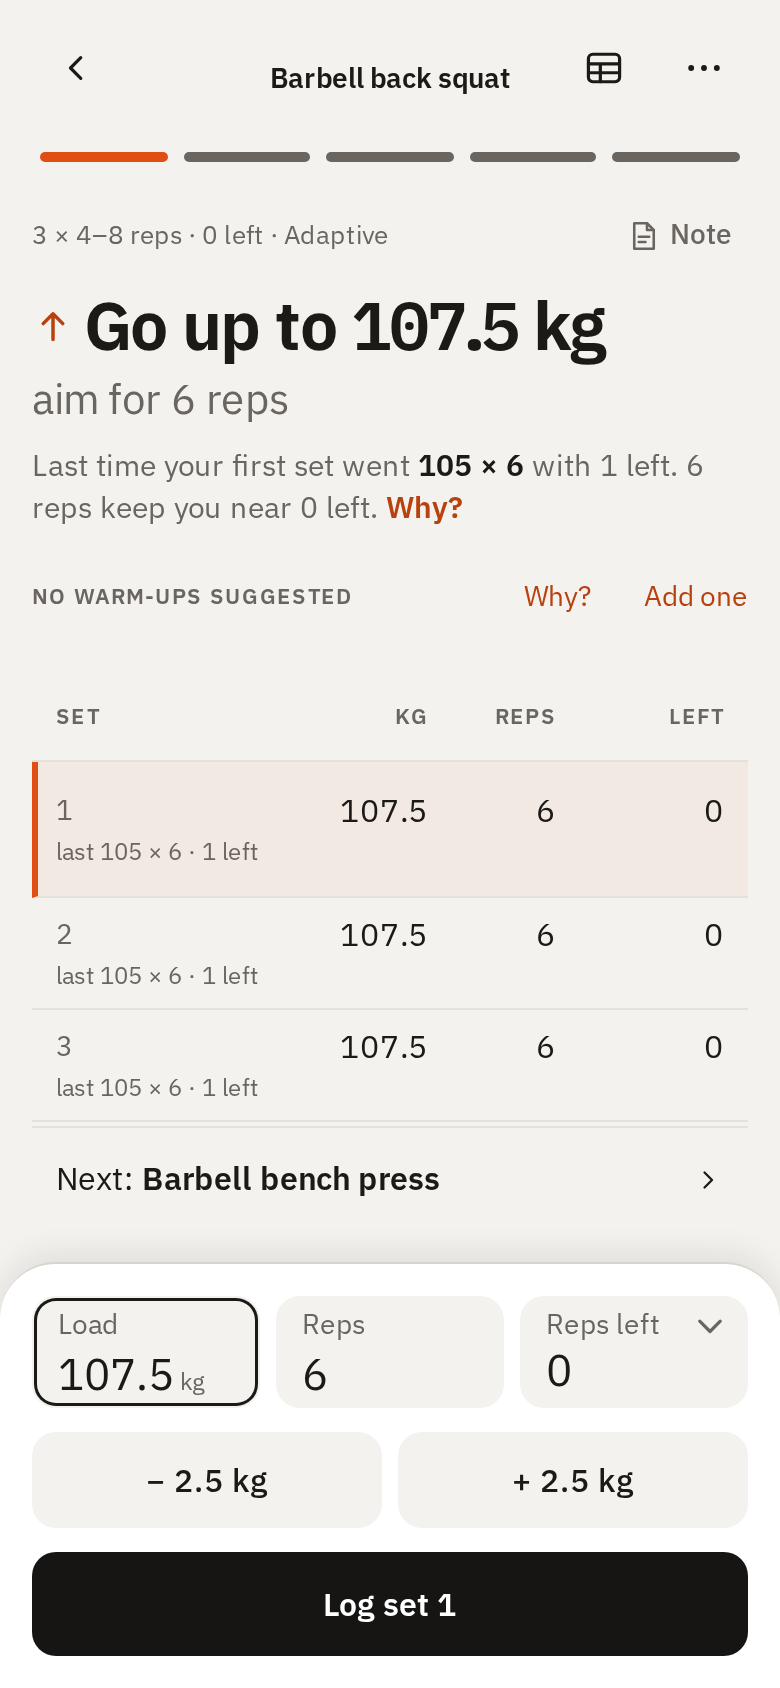 Barbell back squat
3 × 4–8 reps · 0 left · Adaptive
Note
↑ Go up to 107.5 kg
aim for 6 reps
Last time your first set went 105 × 6 with 1 left. 6
reps keep you near 0 left. Why?
NO WARM-UPS SUGGESTED Why? Add one
SET KG REPS LEFT
1 107.5 6 0
last 105 × 6 · 1 left
2 107.5 6 0
last 105 × 6 · 1 left
3 107.5 6 0
last 105 × 6 · 1 left
Next: Barbell bench press
Load Reps Reps left
107.5 kg 6 0
– 2.5 kg + 2.5 kg
Log set 1